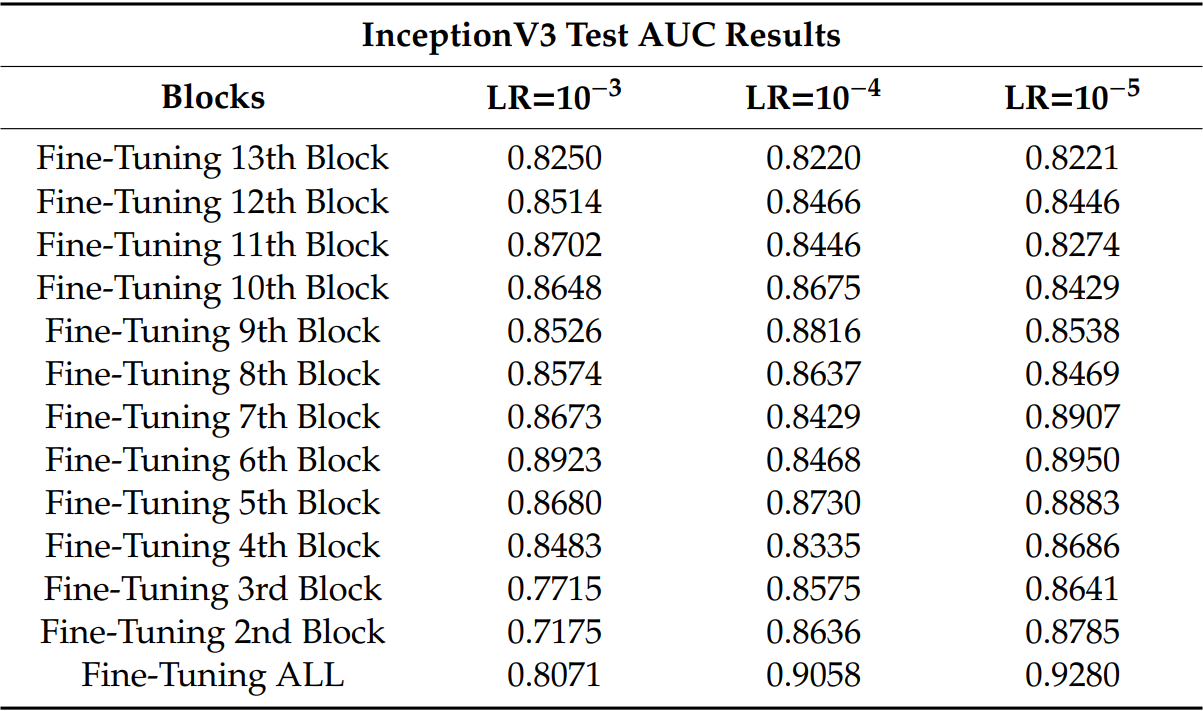 InceptionV3 Test AUC Results
Blocks LR=10⁻³ LR=10⁻⁴ LR=10⁻⁵
Fine-Tuning 13th Block 0.8250 0.8220 0.8221
Fine-Tuning 12th Block 0.8514 0.8466 0.8446
Fine-Tuning 11th Block 0.8702 0.8446 0.8274
Fine-Tuning 10th Block 0.8648 0.8675 0.8429
Fine-Tuning 9th Block 0.8526 0.8816 0.8538
Fine-Tuning 8th Block 0.8574 0.8637 0.8469
Fine-Tuning 7th Block 0.8673 0.8429 0.8907
Fine-Tuning 6th Block 0.8923 0.8468 0.8950
Fine-Tuning 5th Block 0.8680 0.8730 0.8883
Fine-Tuning 4th Block 0.8483 0.8335 0.8686
Fine-Tuning 3rd Block 0.7715 0.8575 0.8641
Fine-Tuning 2nd Block 0.7175 0.8636 0.8785
Fine-Tuning ALL 0.8071 0.9058 0.9280